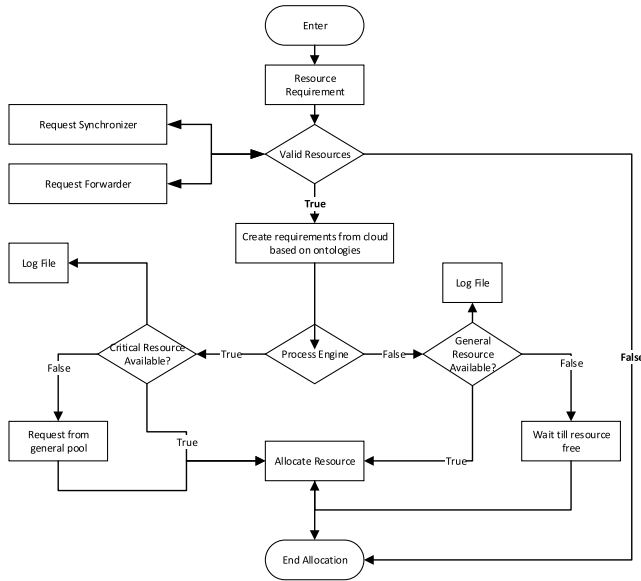 Enter
Resource
Requirement
Request Synchronizer
Valid Resources
Request Forwarder
True
Create requirements from cloud
based on ontologies
Log File
Log File
Critical Resource
Available?
True
Process Engine
False
General
Resource
Available?
False
False
False
Request from
general pool
True
Allocate Resource
True
Wait till resource
free
End Allocation